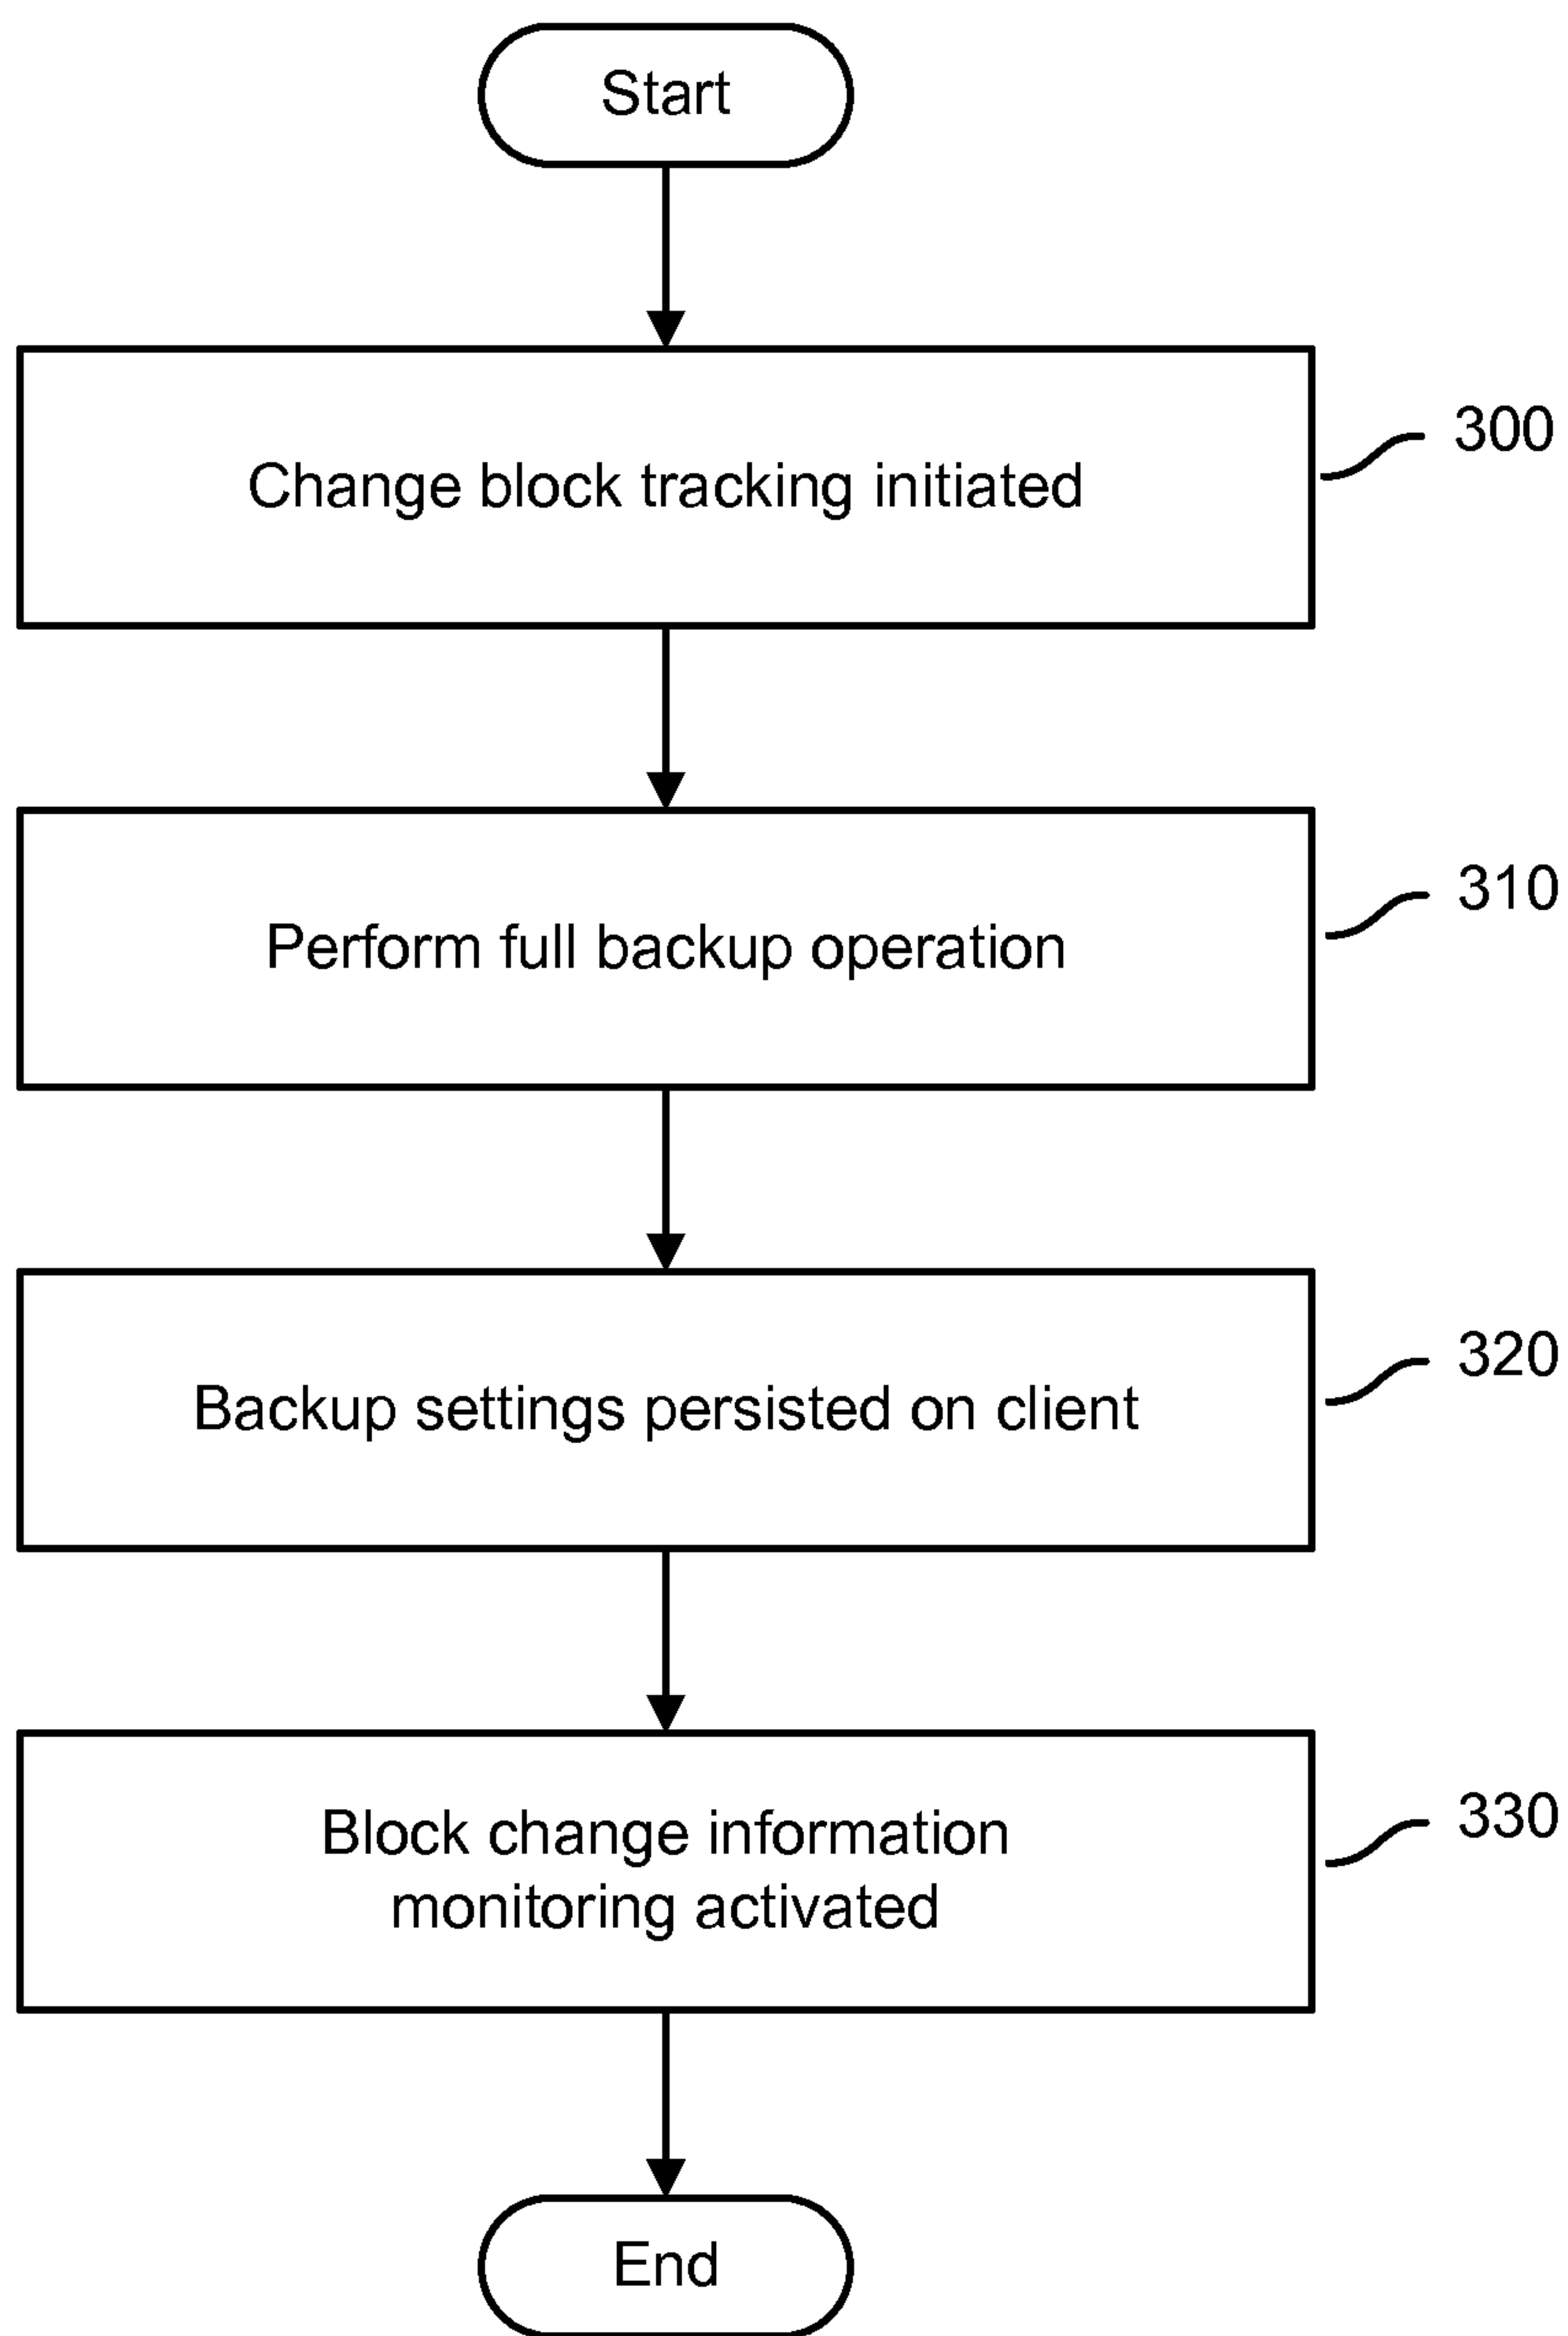 Start
Change block tracking initiated
300
Perform full backup operation
310
Backup settings persisted on client
320
Block change information
monitoring activated
330
End